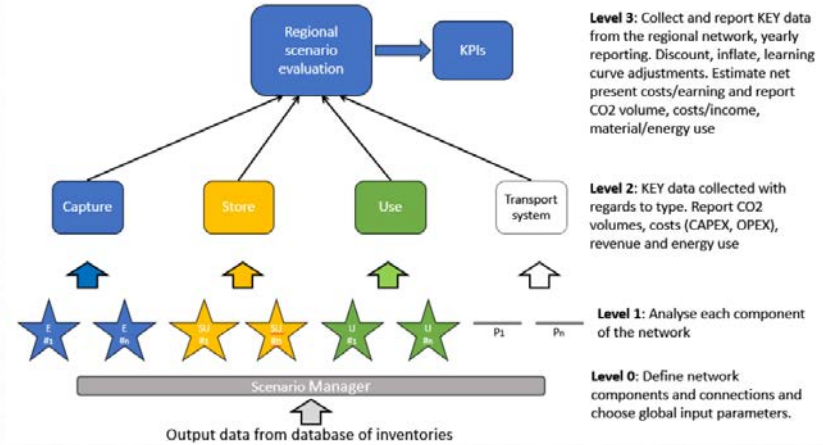 Regional
scenario
evaluation
KPIs
Level 3: Collect and report KEY data
from the regional network, yearly
reporting. Discount, inflate, learning
curve adjustments. Estimate net
present costs/earning and report
CO2 volume, costs/income,
material/energy use
Capture
Store
Use
Transport
system
Level 2: KEY data collected with
regards to type. Report CO2
volumes, costs (CAPEX, OPEX),
revenue and energy use
E
#1
E
#n
SU
#1
SU
#n
U
#1
U
#n
P1
Pn
Level 1: Analyse each component
of the network
Scenario Manager
Level 0: Define network
components and connections and
choose global input parameters.
Output data from database of inventories